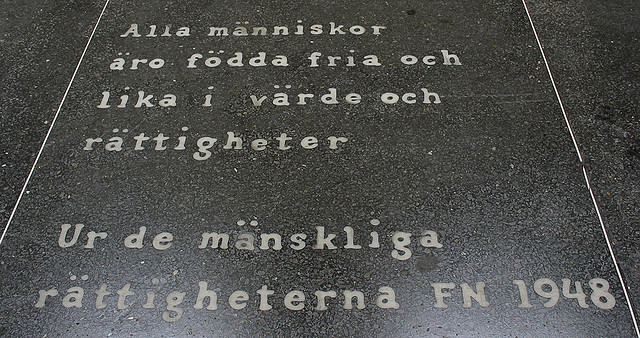 Alla människor
äro födda fria och
lika i värde och
rättigheter
Ur de mänskliga
rättigheterna FN 1948